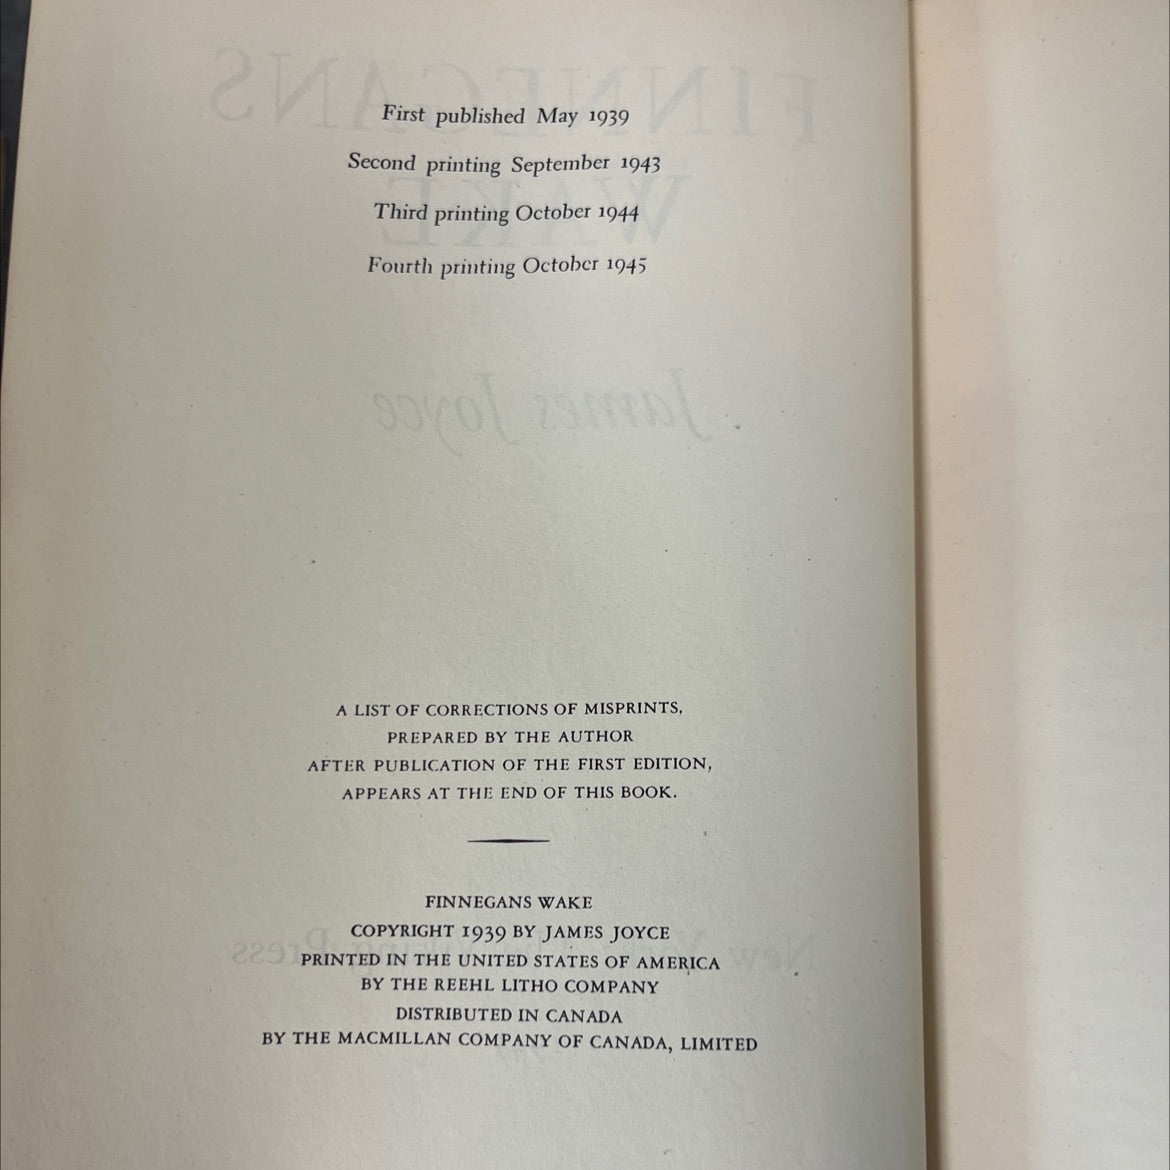 First published May 1939
Second printing September 1943
Third printing October 1944
Fourth printing October 1945
A LIST OF CORRECTIONS OF MISPRINTS,
PREPARED BY THE AUTHOR
AFTER PUBLICATION OF THE FIRST EDITION,
APPEARS AT THE END OF THIS BOOK.
FINNEGANS WAKE
COPYRIGHT 1939 BY JAMES JOYCE
PRINTED IN THE UNITED STATES OF AMERICA
BY THE REEHL LITHO COMPANY
DISTRIBUTED IN CANADA
BY THE MACMILLAN COMPANY OF CANADA, LIMITED